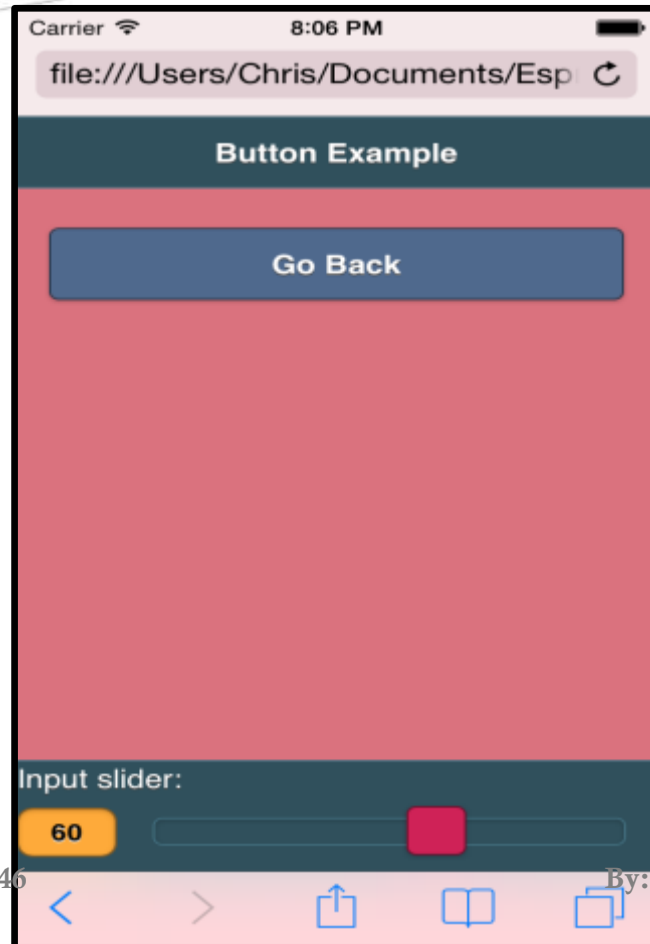 Carrier 8:06 PM
file:///Users/Chris/Documents/Esp
Button Example
Go Back
Input slider:
60
46 By: